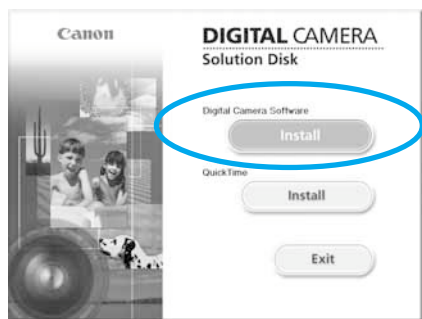 Canon
DIGITAL CAMERA
Solution Disk
Digital Camera Software
Install
QuickTime
Install
Exit